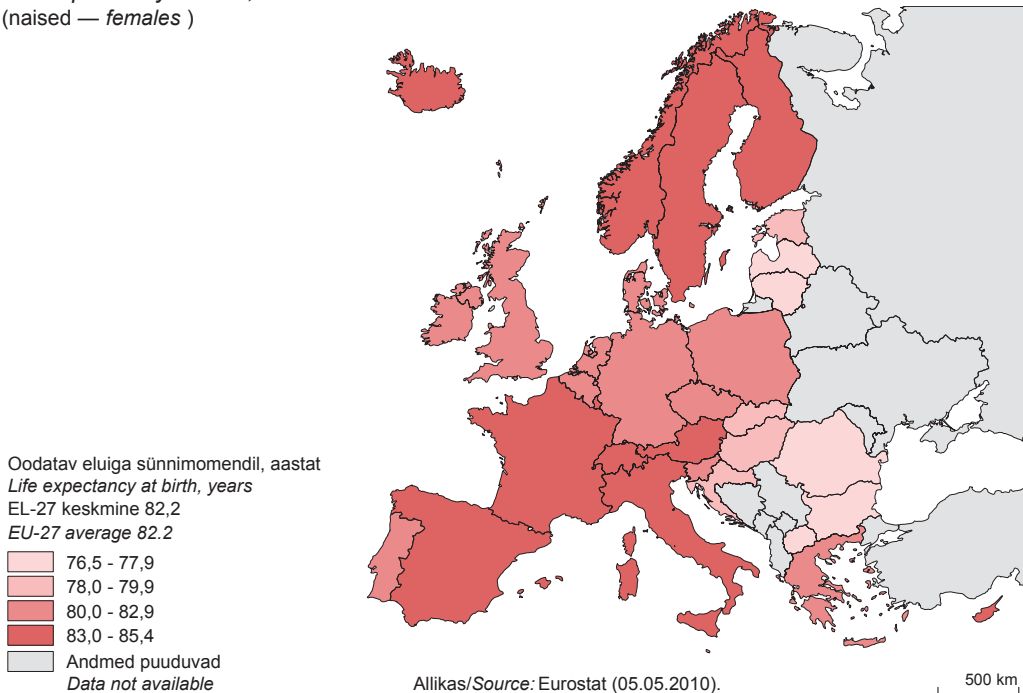 (naised — females )
Oodatav eluiga sünnimomendil, aastat
Life expectancy at birth, years
EL-27 keskmine 82,2
EU-27 average 82.2
76,5 - 77,9
78,0 - 79,9
80,0 - 82,9
83,0 - 85,4
Andmed puuduvad
Data not available
Allikas/Source: Eurostat (05.05.2010).
500 km